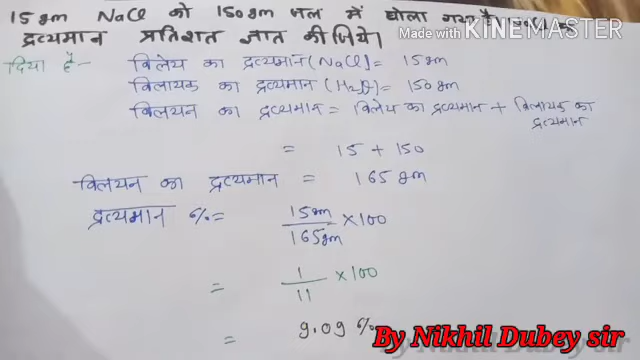 15 gm NaCl को 150 gm जल में घोला गया है। NaCl का
Made with
KINEMASTER
द्रव्यमान प्रतिशत ज्ञात कीजिये।
दिया है- विलेय का द्रव्यमान (NaCl) = 15 gm
विलायक का द्रव्यमान (H₂O) = 150 gm
विलयन का द्रव्यमान = विलेय का द्रव्यमान + विलायक का
द्रव्यमान
= 15 + 150
विलयन का द्रव्यमान = 165 gm
द्रव्यमान % = 15gm/165gm × 100
= 1/11 × 100
= 9.09 %
By Nikhil Dubey sir